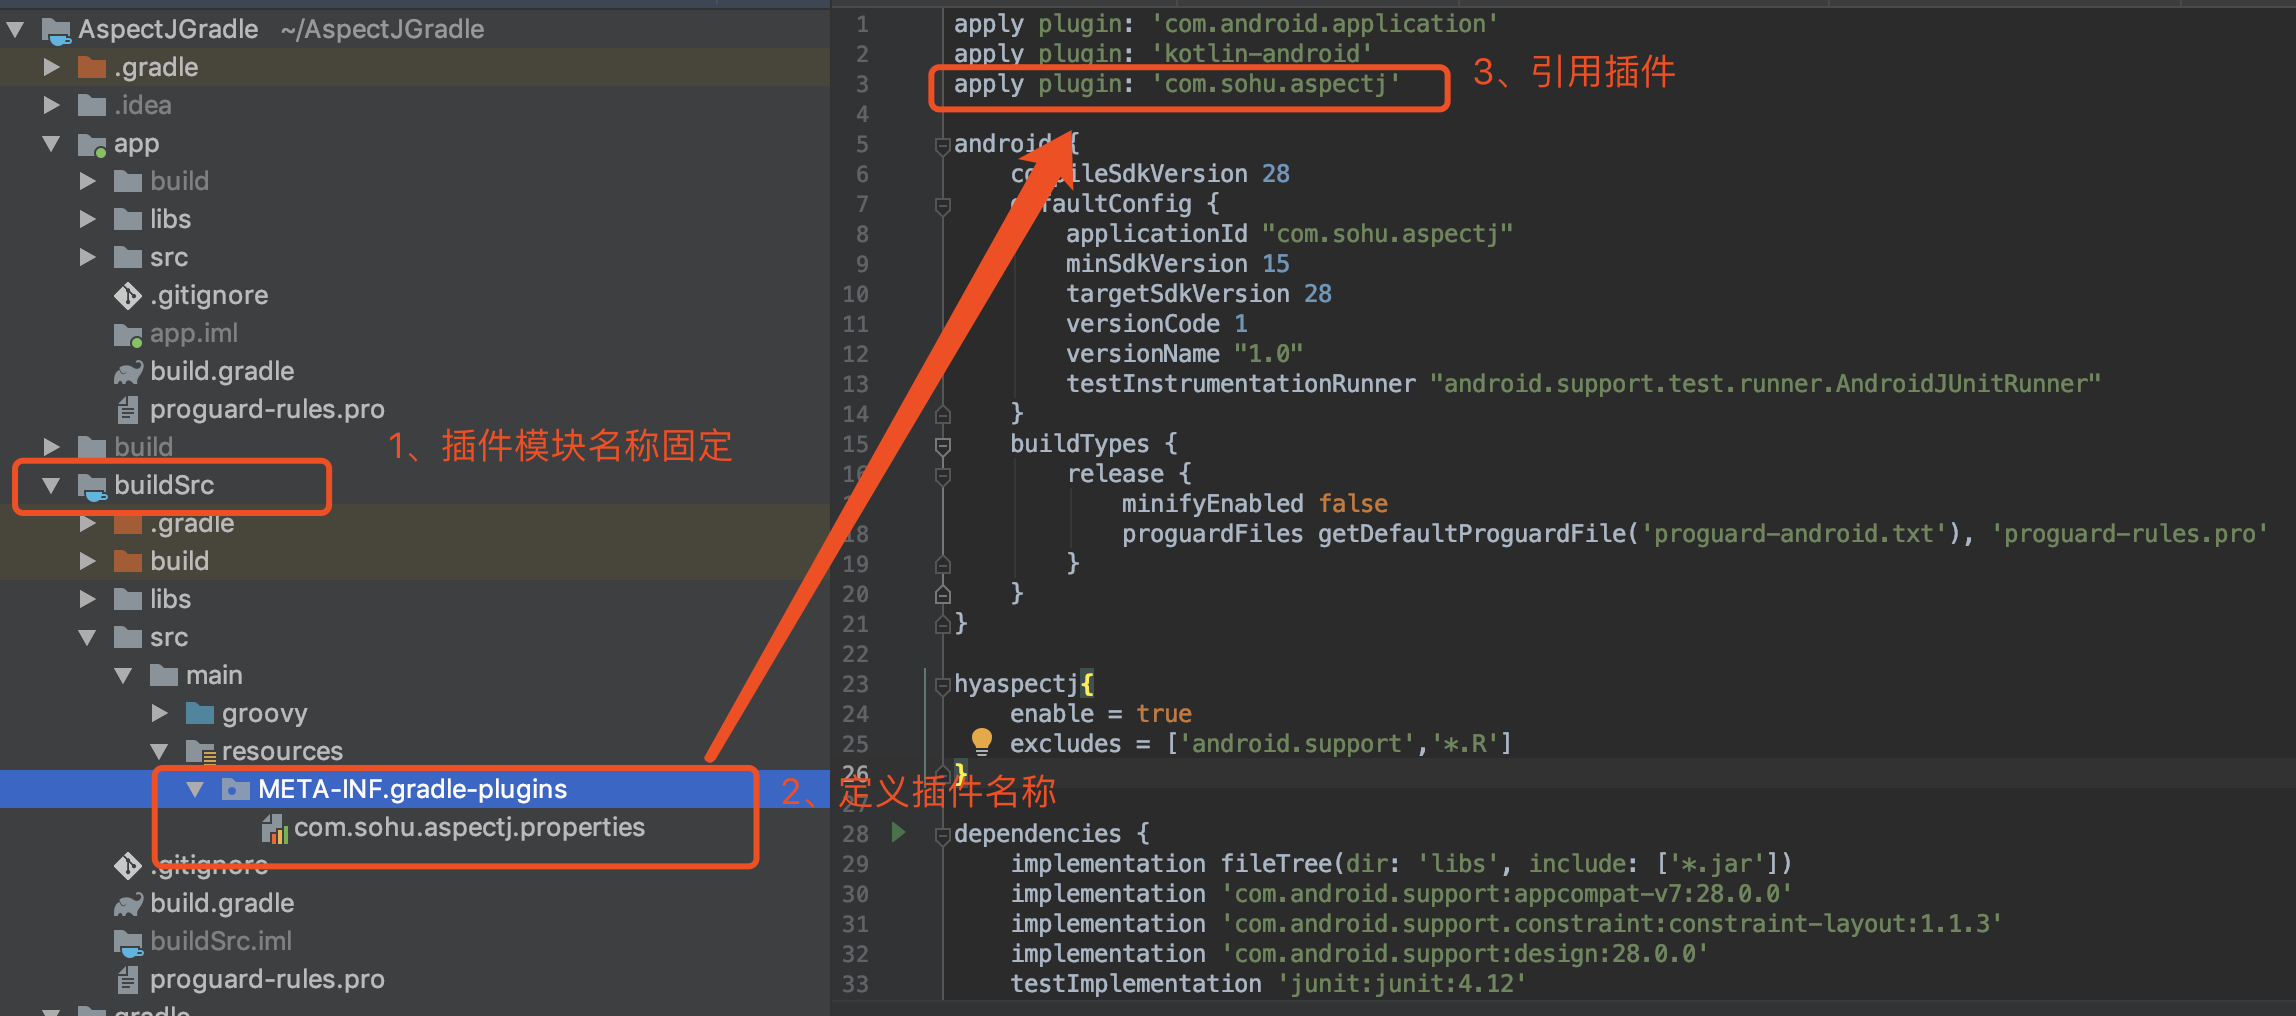 AspectJGradle ~/AspectJGradle
.gradle
.idea
app
build
libs
src
.gitignore
app.iml
build.gradle
proguard-rules.pro
build
1、插件模块名称固定
buildSrc
.gradle
build
libs
src
main
groovy
resources
META-INF.gradle-plugins
com.sohu.aspectj.properties
2、定义插件名称
.gitignore
build.gradle
buildSrc.iml
proguard-rules.pro
gradle
1 apply plugin: 'com.android.application'
2 apply plugin: 'kotlin-android'
3 apply plugin: 'com.sohu.aspectj'
3、引用插件
4
5 android {
6 compileSdkVersion 28
7 defaultConfig {
8 applicationId "com.sohu.aspectj"
9 minSdkVersion 15
10 targetSdkVersion 28
11 versionCode 1
12 versionName "1.0"
13 testInstrumentationRunner "android.support.test.runner.AndroidJUnitRunner"
14 }
15 buildTypes {
16 release {
minifyEnabled false
18 proguardFiles getDefaultProguardFile('proguard-android.txt'), 'proguard-rules.pro'
19 }
20 }
21 }
22
23 hyaspectj{
24 enable = true
25 excludes = ['android.support','*.R']
26 }
27
28 dependencies {
29 implementation fileTree(dir: 'libs', include: ['*.jar'])
30 implementation 'com.android.support:appcompat-v7:28.0.0'
31 implementation 'com.android.support.constraint:constraint-layout:1.1.3'
32 implementation 'com.android.support:design:28.0.0'
33 testImplementation 'junit:junit:4.12'